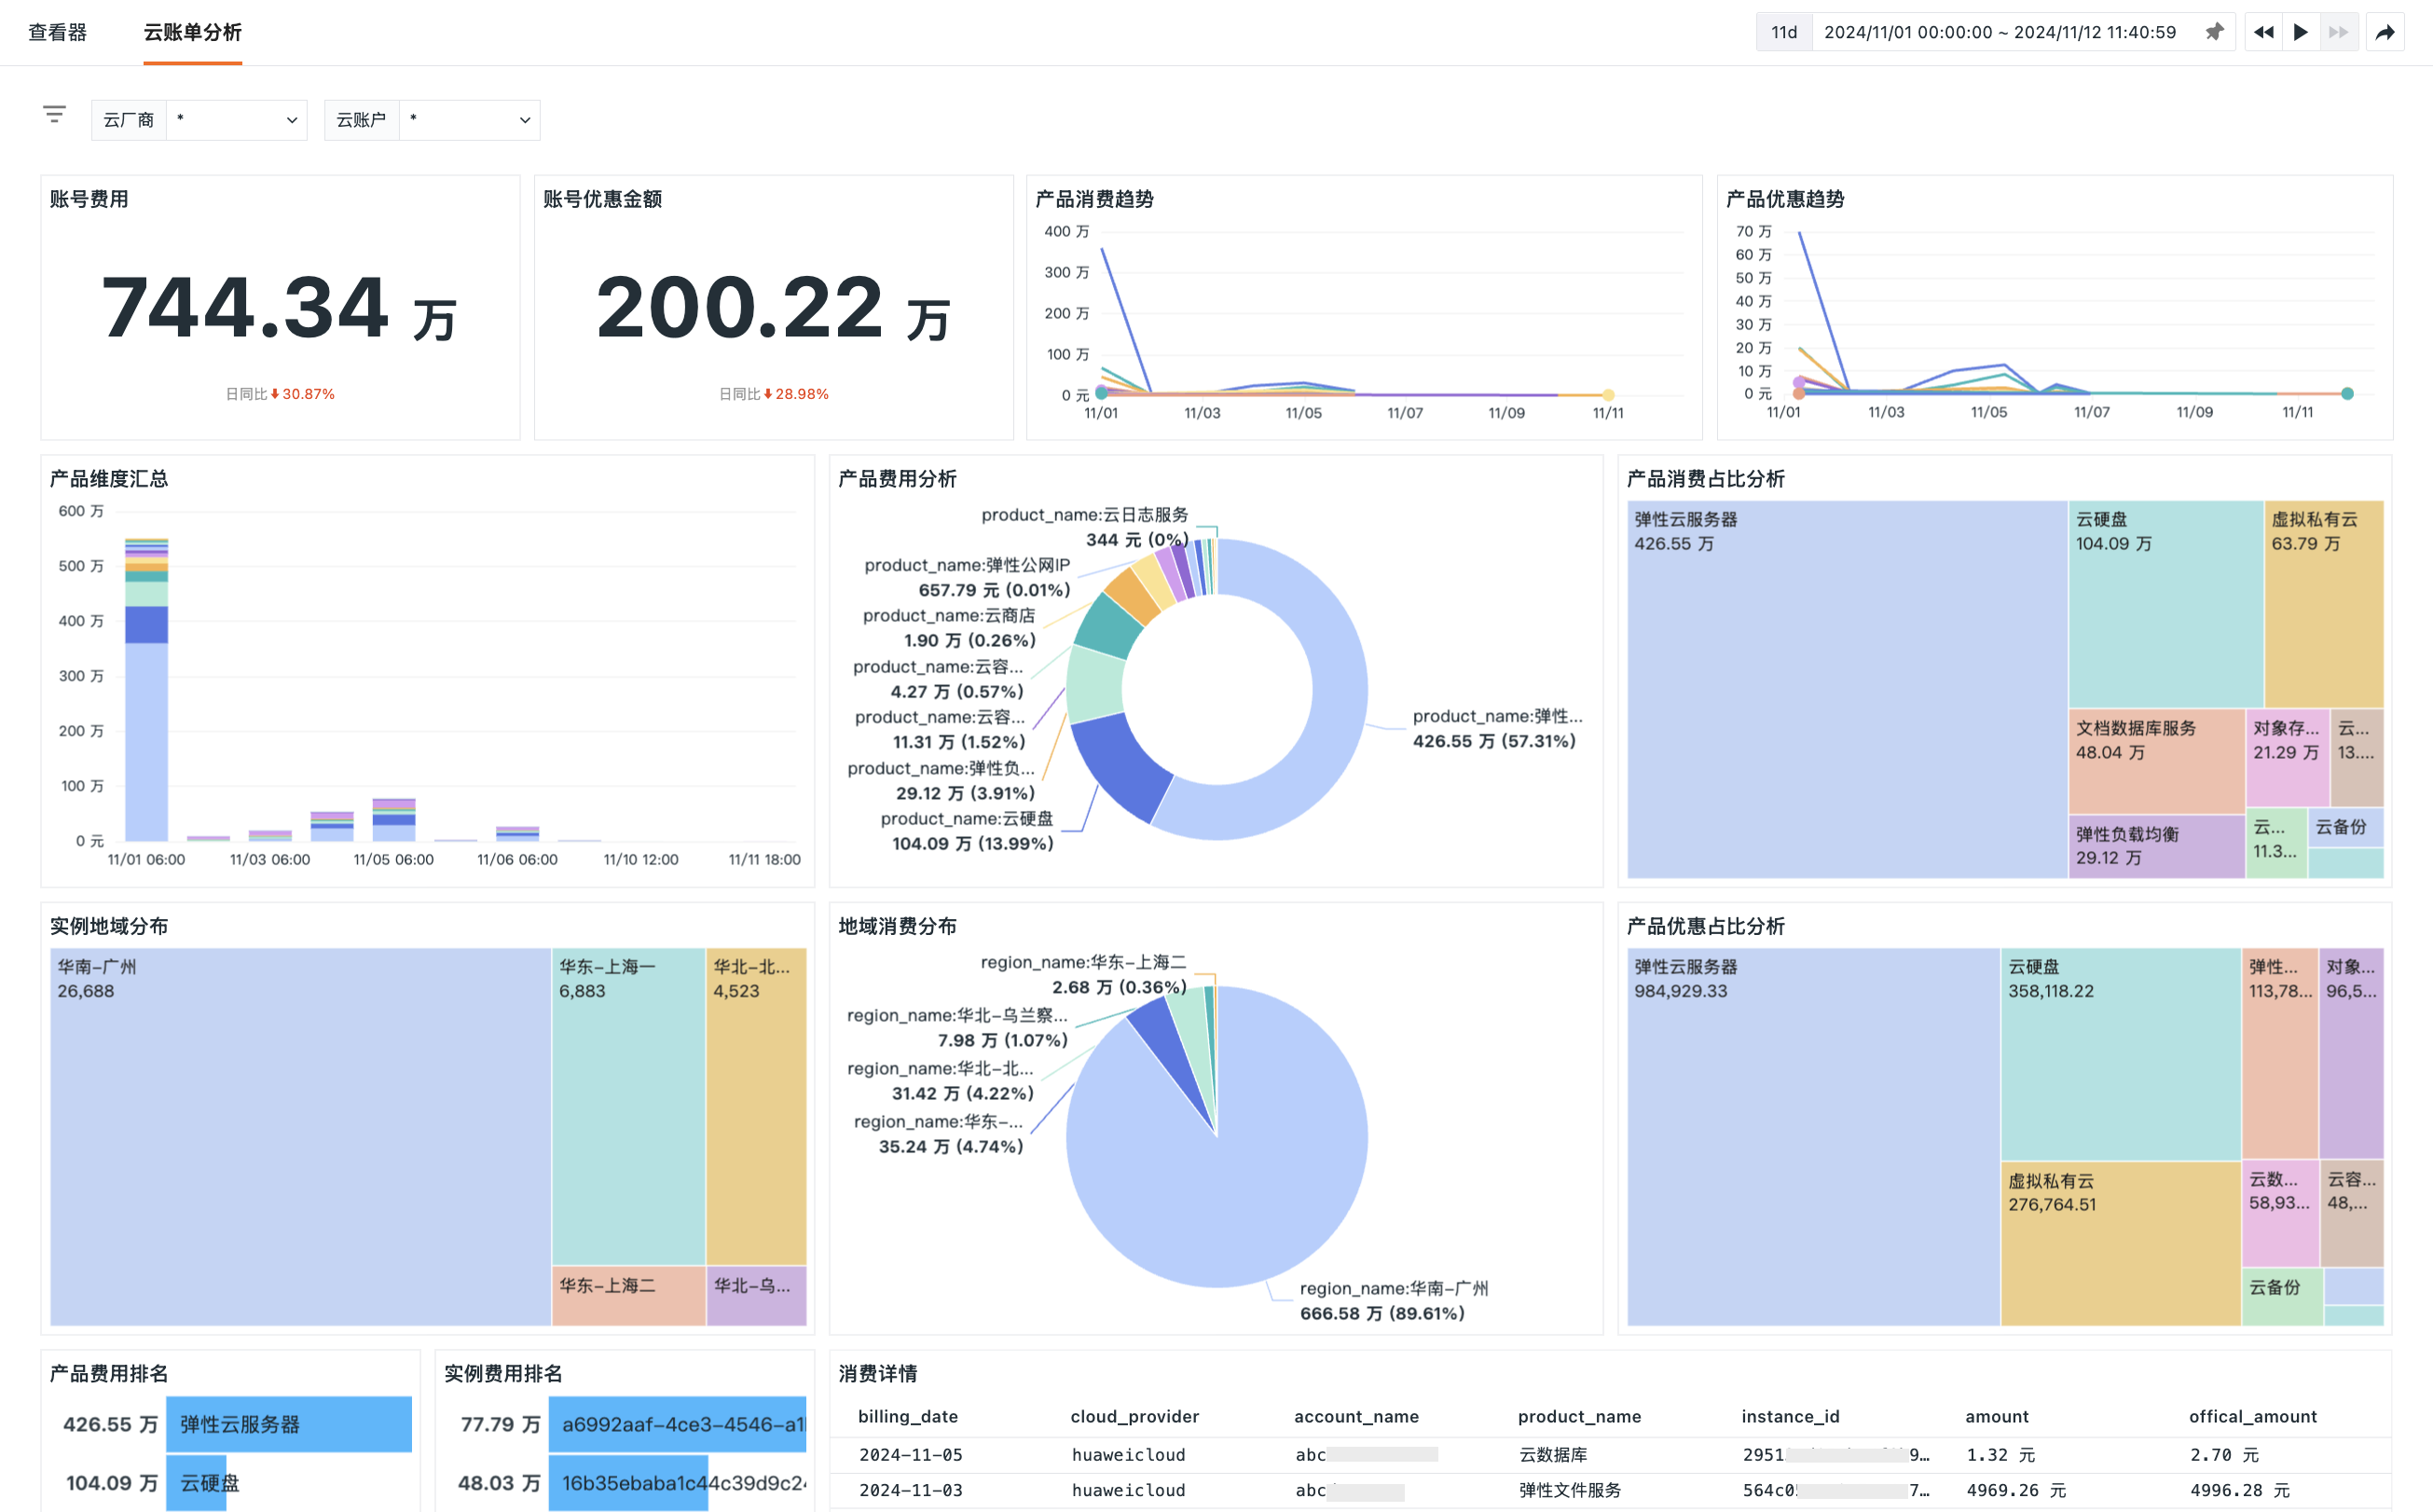 查看器
云账单分析
11d 2024/11/01 00:00:00 ~ 2024/11/12 11:40:59
云厂商 *
云账户 *
账号费用
744.34 万
日同比 30.87%
账号优惠金额
200.22 万
日同比 28.98%
产品消费趋势
400 万
300 万
200 万
100 万
0 元
11/01 11/03 11/05 11/07 11/09 11/11
产品优惠趋势
70 万
60 万
50 万
40 万
30 万
20 万
10 万
0 元
11/01 11/03 11/05 11/07 11/09 11/11
产品维度汇总
600 万
500 万
400 万
300 万
200 万
100 万
0 元
11/01 06:00 11/03 06:00 11/05 06:00 11/06 06:00 11/10 12:00 11/11 18:00
产品费用分析
product_name:云日志服务
344 元 (0%)
product_name:弹性公网IP
657.79 元 (0.01%)
product_name:云商店
1.90 万 (0.26%)
product_name:云容...
4.27 万 (0.57%)
product_name:云容...
11.31 万 (1.52%)
product_name:弹性负...
29.12 万 (3.91%)
product_name:云硬盘
104.09 万 (13.99%)
product_name:弹性...
426.55 万 (57.31%)
产品消费占比分析
弹性云服务器
426.55 万
云硬盘
104.09 万
虚拟私有云
63.79 万
文档数据库服务
48.04 万
对象存...
21.29 万
云...
13....
弹性负载均衡
29.12 万
云...
11.3...
云备份
实例地域分布
华南-广州
26,688
华东-上海一
6,883
华北-北...
4,523
华东-上海二
华北-乌...
地域消费分布
region_name:华东-上海二
2.68 万 (0.36%)
region_name:华北-乌兰察...
7.98 万 (1.07%)
region_name:华北-北...
31.42 万 (4.22%)
region_name:华东-...
35.24 万 (4.74%)
region_name:华南-广州
666.58 万 (89.61%)
产品优惠占比分析
弹性云服务器
984,929.33
云硬盘
358,118.22
弹性...
113,78...
对象...
96,5...
虚拟私有云
276,764.51
云数...
58,93...
云容...
48,...
云备份
产品费用排名
426.55 万 弹性云服务器
104.09 万 云硬盘
实例费用排名
77.79 万 a6992aaf-4ce3-4546-a1
48.03 万 16b35ebaba1c44c39d9c2
消费详情
billing_date cloud_provider account_name product_name instance_id amount offical_amount
2024-11-05 huaweicloud abc 云数据库 2951 9… 1.32 元 2.70 元
2024-11-03 huaweicloud abc 弹性文件服务 564c0 7… 4969.26 元 4996.28 元